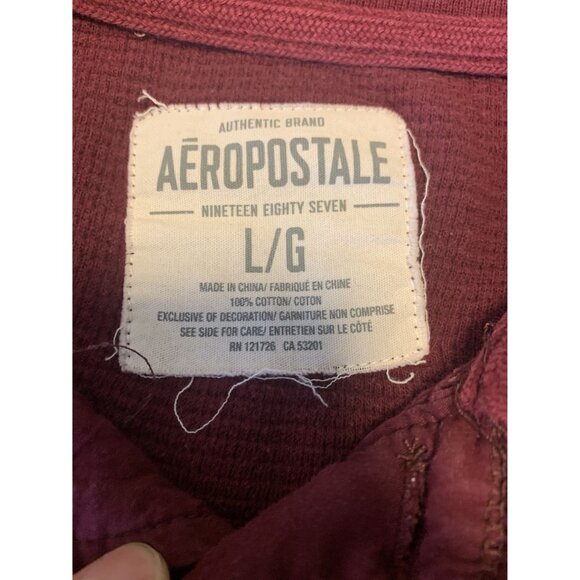 AUTHENTIC BRAND
AĒROPOSTALE
NINETEEN EIGHTY SEVEN
L/G
MADE IN CHINA/ FABRIQUÉ EN CHINE
100% COTTON/ COTON
EXCLUSIVE OF DECORATION/ GARNITURE NON COMPRISE
SEE SIDE FOR CARE/ ENTRETIEN SUR LE CÔTÉ
RN 121726 CA 53201